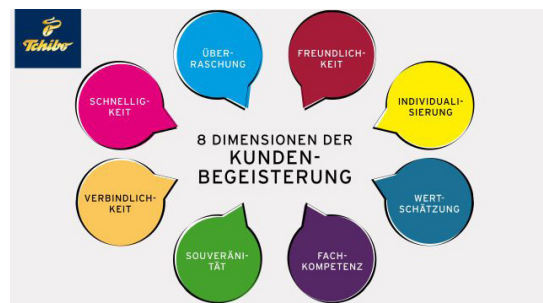 Tchibo
ÜBER-
RASCHUNG
FREUNDLICH-
KEIT
SCHNELLIG-
KEIT
INDIVIDUALI-
SIERUNG
8 DIMENSIONEN DER
KUNDEN-
BEGEISTERUNG
VERBINDLICH-
KEIT
WERT-
SCHÄTZUNG
SOUVERÄNI-
TÄT
FACH-
KOMPETENZ